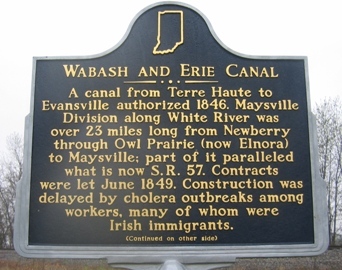 WABASH AND ERIE CANAL
A canal from Terre Haute to
Evansville authorized 1846. Maysville
Division along White River was
over 23 miles long from Newberry
through Owl Prairie (now Elnora)
to Maysville; part of it paralleled
what is now S.R. 57. Contracts
were let June 1849. Construction was
delayed by cholera outbreaks among
workers, many of whom were
Irish immigrants.
(Continued on other side)